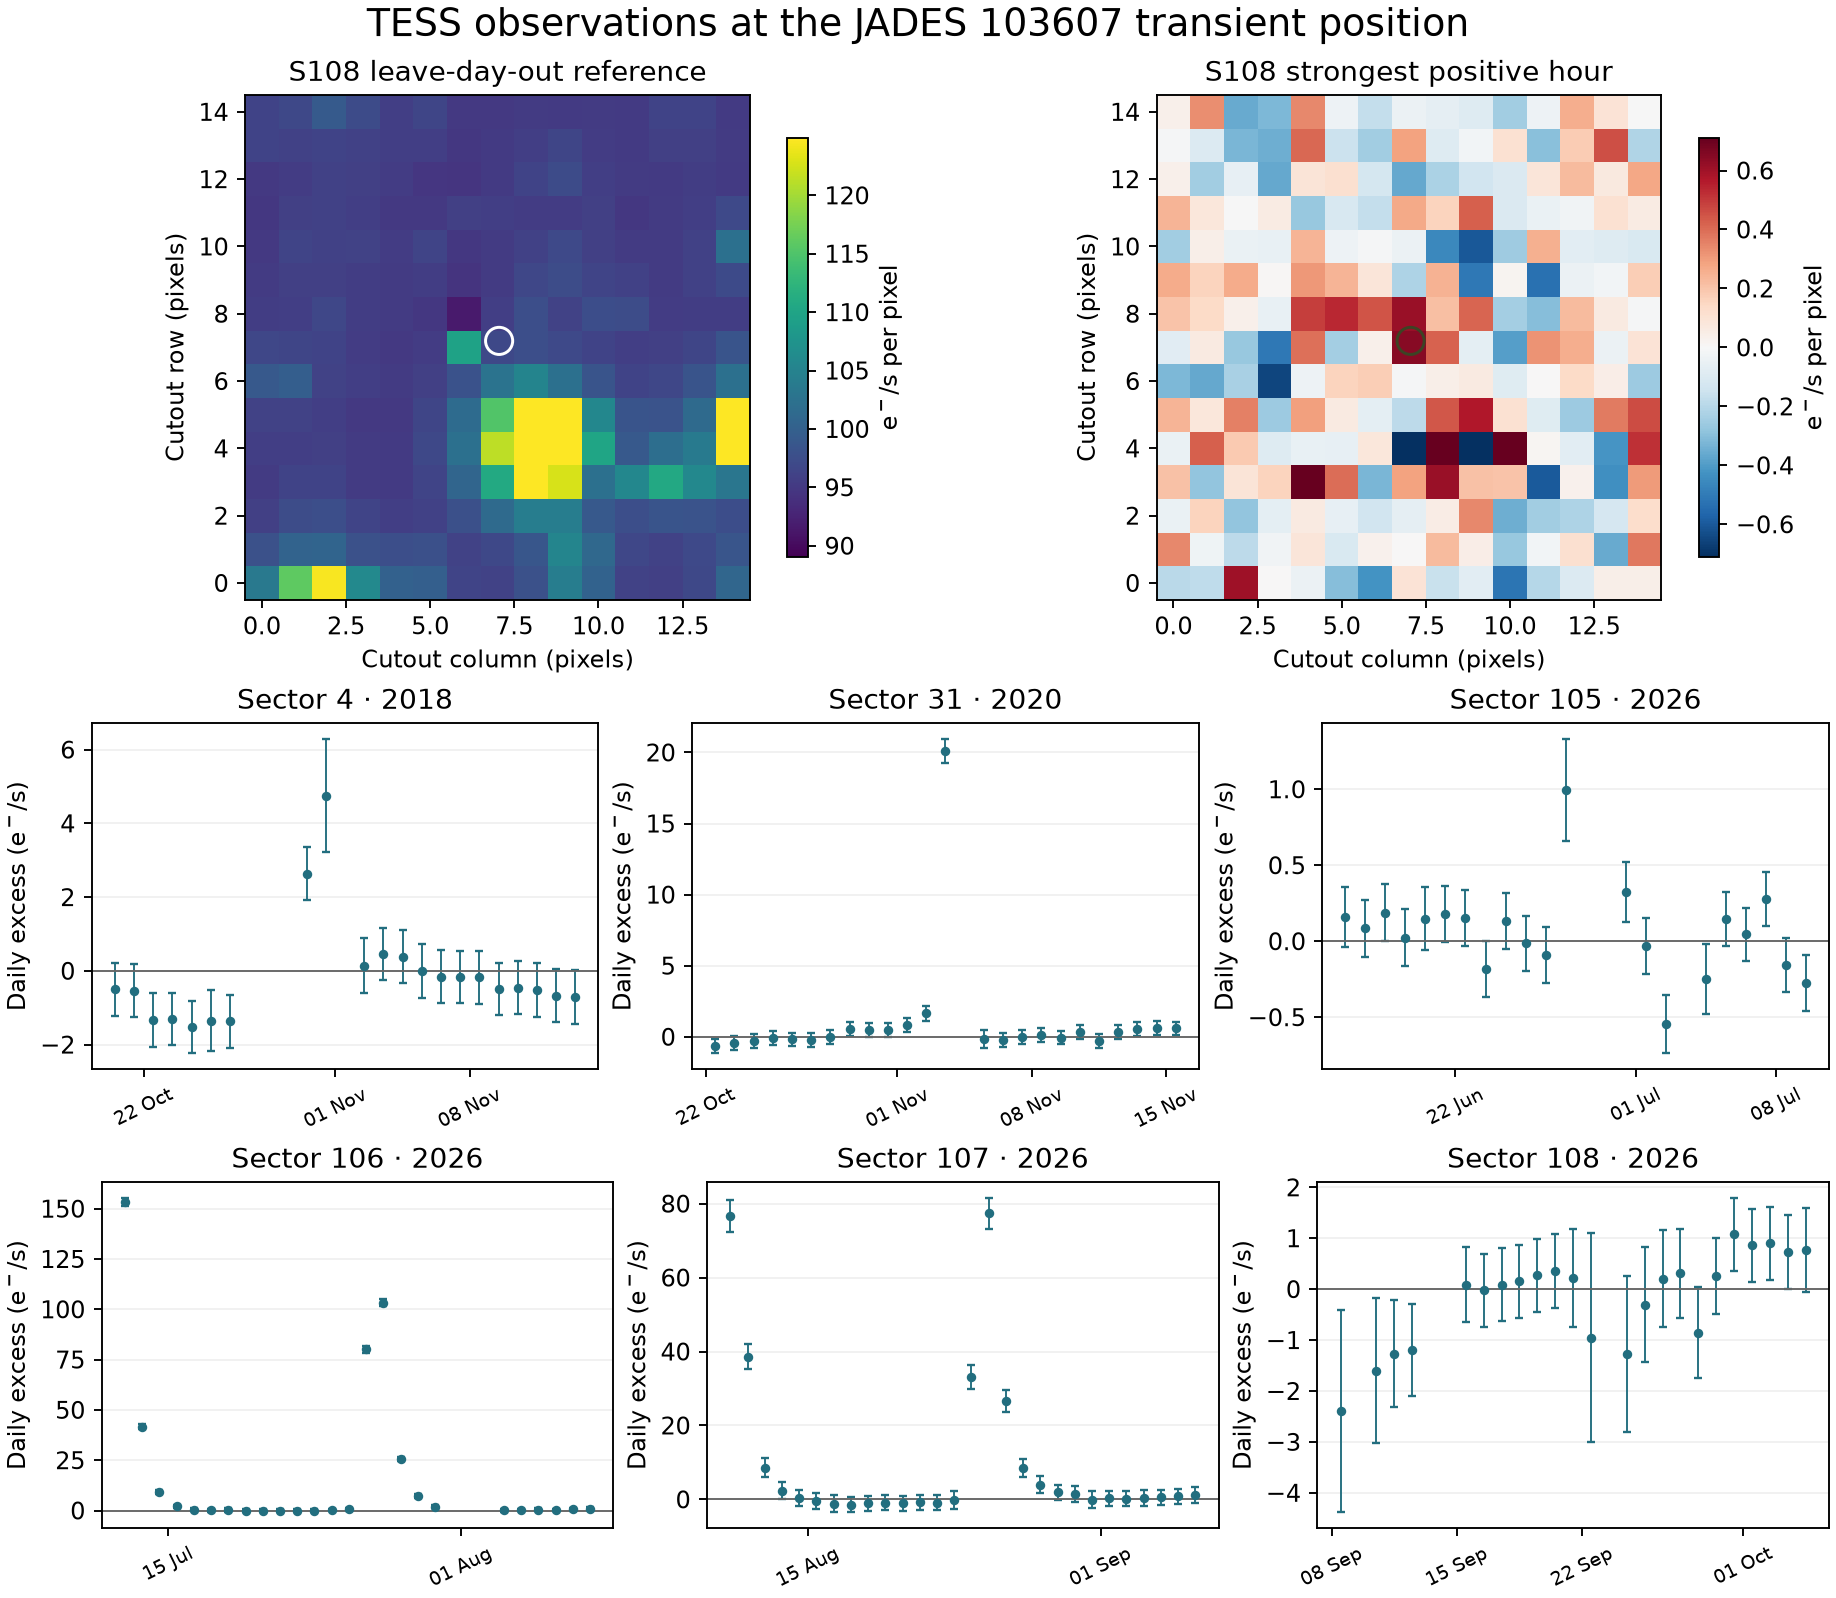 TESS observations at the JADES 103607 transient position
S108 leave-day-out reference
14
12
10
8
6
4
2
0
0.0 2.5 5.0 7.5 10.0 12.5
Cutout column (pixels)
Cutout row (pixels)
120
115
110
105
100
95
90
e⁻/s per pixel
S108 strongest positive hour
14
12
10
8
6
4
2
0
0.0 2.5 5.0 7.5 10.0 12.5
Cutout column (pixels)
Cutout row (pixels)
0.6
0.4
0.2
0.0
−0.2
−0.4
−0.6
e⁻/s per pixel
Sector 4 · 2018
Daily excess (e⁻/s)
6
4
2
0
−2
22 Oct 01 Nov 08 Nov
Sector 31 · 2020
Daily excess (e⁻/s)
20
15
10
5
0
22 Oct 01 Nov 08 Nov 15 Nov
Sector 105 · 2026
Daily excess (e⁻/s)
1.0
0.5
0.0
−0.5
22 Jun 01 Jul 08 Jul
Sector 106 · 2026
Daily excess (e⁻/s)
150
125
100
75
50
25
0
15 Jul 01 Aug
Sector 107 · 2026
Daily excess (e⁻/s)
80
60
40
20
0
15 Aug 01 Sep
Sector 108 · 2026
Daily excess (e⁻/s)
2
1
0
−1
−2
−3
−4
08 Sep 15 Sep 22 Sep 01 Oct